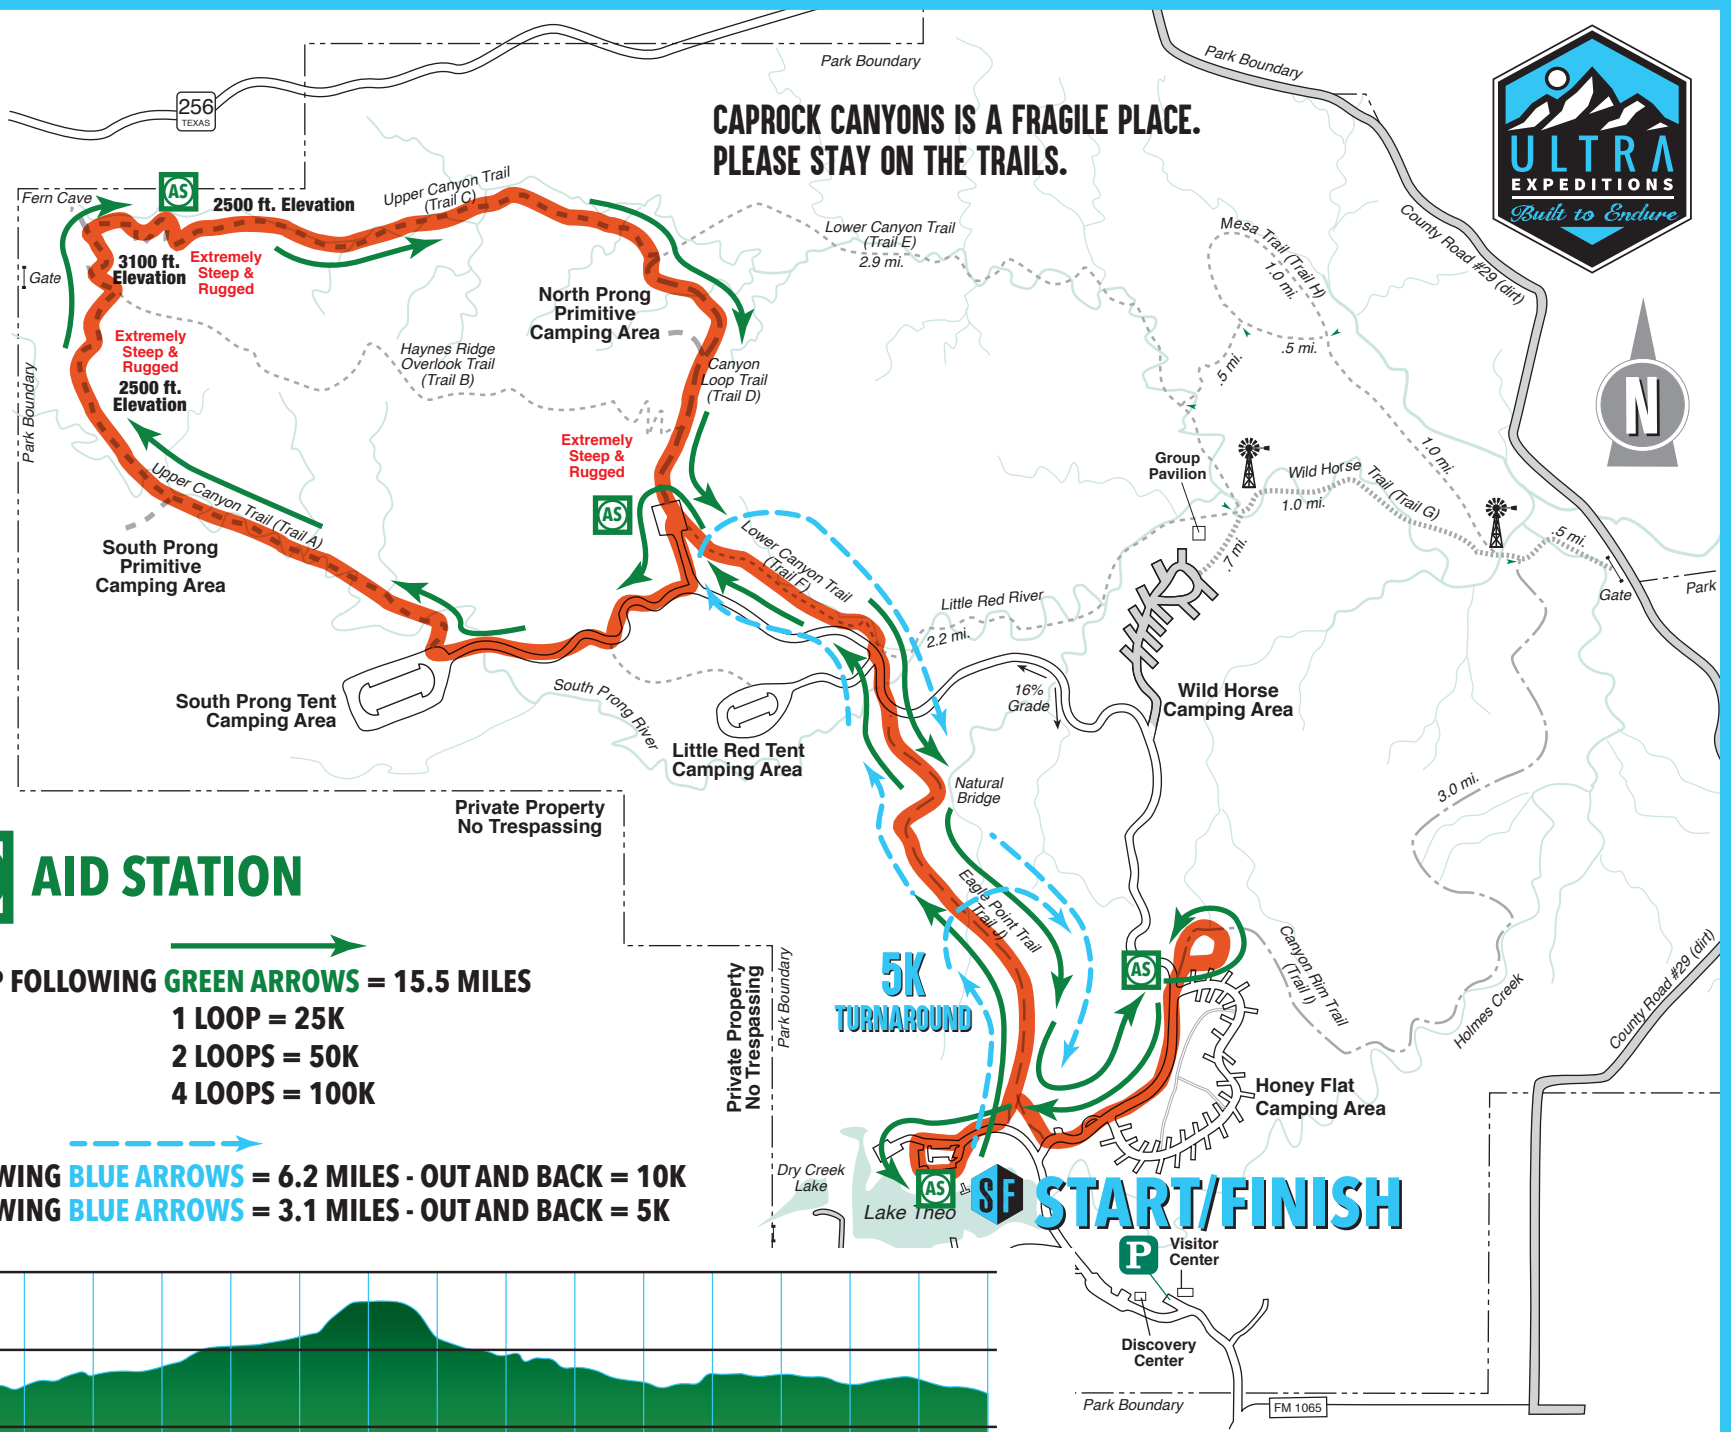 Park Boundary
Park Boundary
256
TEXAS
CAPROCK CANYONS IS A FRAGILE PLACE.
PLEASE STAY ON THE TRAILS.
ULTRA
EXPEDITIONS
Built to Endure
AS
Fern Cave
2500 ft. Elevation
Upper Canyon Trail
(Trail C)
Lower Canyon Trail
(Trail E)
2.9 mi.
Mesa Trail (Trail H)
1.0 mi.
County Road #29 (dirt)
3100 ft.
Elevation
Extremely
Steep &
Rugged
Gate
North Prong
Primitive
Camping Area
Extremely
Steep &
Rugged
2500 ft.
Elevation
Haynes Ridge
Overlook Trail
(Trail B)
Canyon
Loop Trail
(Trail D)
.5 mi.
.5 mi.
N
Park Boundary
Extremely
Steep &
Rugged
AS
Group
Pavilion
Wild Horse Trail (Trail G)
1.0 mi.
1.0 mi.
.5 mi.
.7 mi.
Upper Canyon Trail (Trail A)
South Prong
Primitive
Camping Area
Lower Canyon Trail
(Trail F)
Little Red River
2.2 mi.
Gate
Park
South Prong Tent
Camping Area
South Prong River
Little Red Tent
Camping Area
16%
Grade
Wild Horse
Camping Area
Natural
Bridge
3.0 mi.
Private Property
No Trespassing
AID STATION
Eagle Point Trail
Trail J)
AS
Canyon Rim Trail
(Trail I)
Holmes Creek
County Road #29 (dirt)
P FOLLOWING GREEN ARROWS = 15.5 MILES
1 LOOP = 25K
2 LOOPS = 50K
4 LOOPS = 100K
5K
TURNAROUND
Private Property
No Trespassing
Park Boundary
Honey Flat
Camping Area
WING BLUE ARROWS = 6.2 MILES - OUT AND BACK = 10K
WING BLUE ARROWS = 3.1 MILES - OUT AND BACK = 5K
Dry Creek
Lake
AS
Lake Theo
SF
START/FINISH
P
Visitor
Center
Discovery
Center
Park Boundary
FM 1065